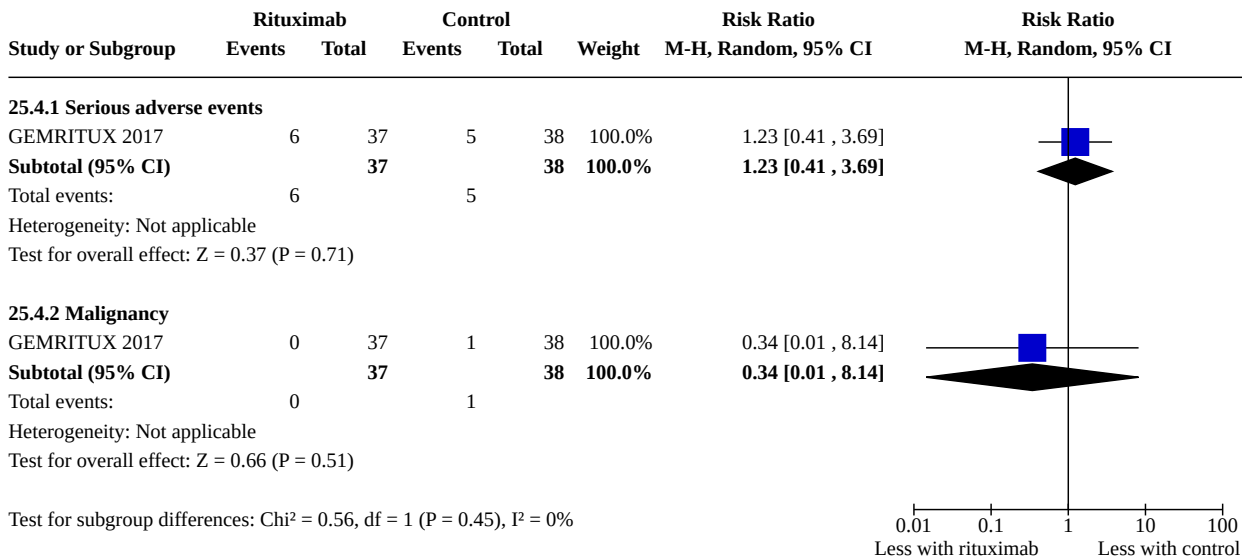 Rituximab Control Risk Ratio Risk Ratio
Study or Subgroup Events Total Events Total Weight M-H, Random, 95% CI M-H, Random, 95% CI
25.4.1 Serious adverse events
GEMRITUX 2017 6 37 5 38 100.0% 1.23 [0.41 , 3.69]
Subtotal (95% CI) 37 38 100.0% 1.23 [0.41 , 3.69]
Total events: 6 5
Heterogeneity: Not applicable
Test for overall effect: Z = 0.37 (P = 0.71)
25.4.2 Malignancy
GEMRITUX 2017 0 37 1 38 100.0% 0.34 [0.01 , 8.14]
Subtotal (95% CI) 37 38 100.0% 0.34 [0.01 , 8.14]
Total events: 0 1
Heterogeneity: Not applicable
Test for overall effect: Z = 0.66 (P = 0.51)
Test for subgroup differences: Chi² = 0.56, df = 1 (P = 0.45), I² = 0%
0.01 0.1 1 10 100
Less with rituximab Less with control